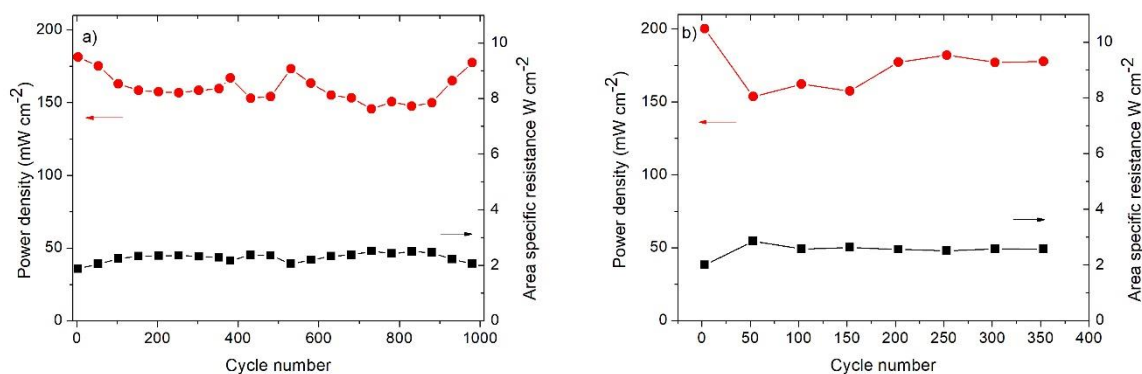 a)
200
150
100
50
0
Power density (mW cm⁻²)
0 200 400 600 800 1000
Cycle number
10
8
6
4
2
0
Area specific resistance W cm⁻²
b)
200
150
100
50
0
Power density (mW cm⁻²)
0 50 100 150 200 250 300 350 400
Cycle number
10
8
6
4
2
0
Area specific resistance W cm⁻²